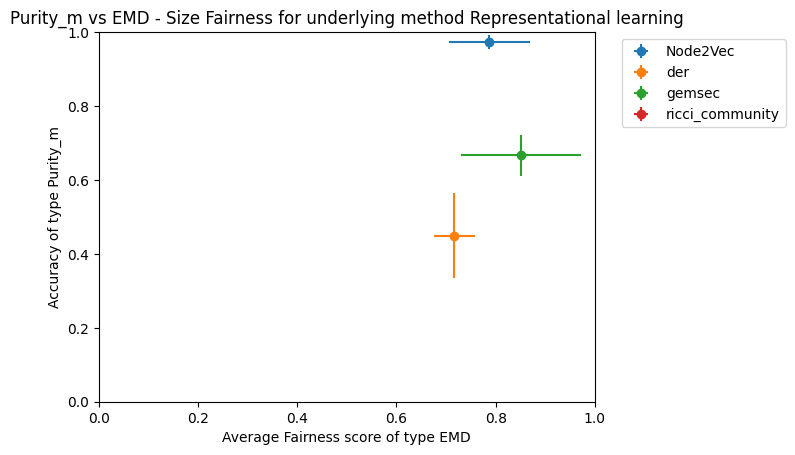 Purity_m vs EMD - Size Fairness for underlying method Representational learning
1.0
0.8
0.6
0.4
0.2
0.0
0.0 0.2 0.4 0.6 0.8 1.0
Accuracy of type Purity_m
Average Fairness score of type EMD
Node2Vec
der
gemsec
ricci_community